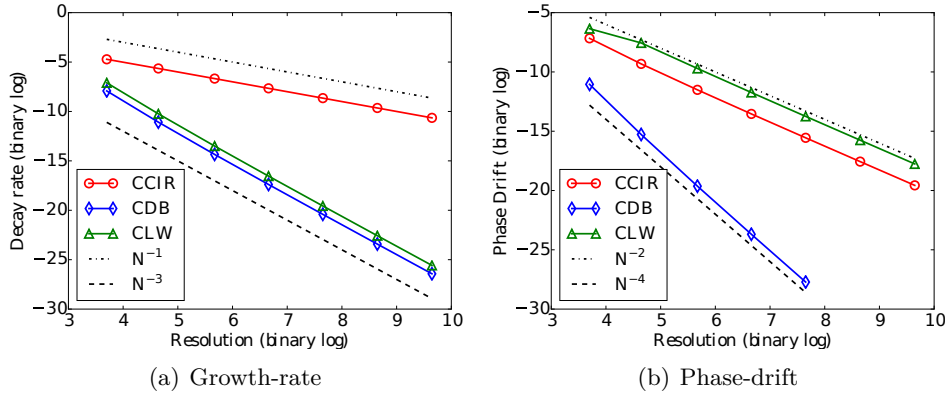 −5
−10
−15
−20
−25
−30
3 4 5 6 7 8 9 10
Decay rate (binary log)
Resolution (binary log)
CCIR
CDB
CLW
N⁻¹
N⁻³
(a) Growth-rate
−5
−10
−15
−20
−25
−30
3 4 5 6 7 8 9 10
Phase Drift (binary log)
Resolution (binary log)
CCIR
CDB
CLW
N⁻²
N⁻⁴
(b) Phase-drift